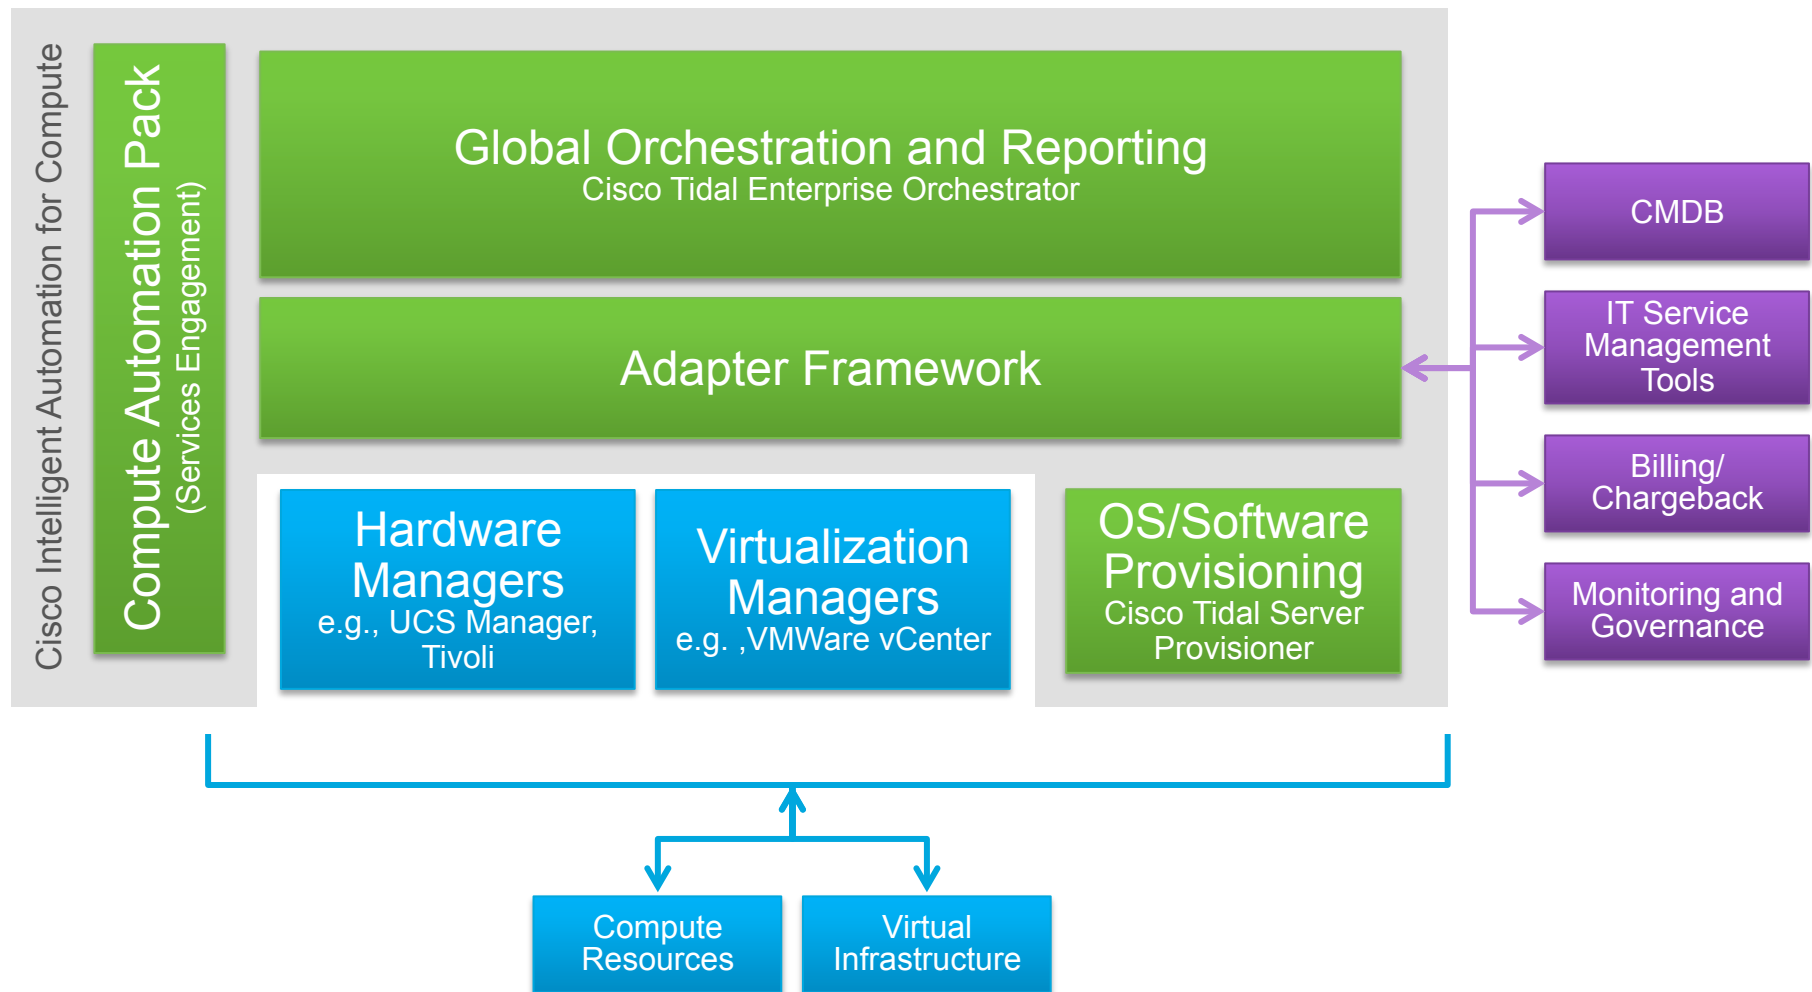 Cisco Intelligent Automation for Compute
Compute Automation Pack
(Services Engagement)
Global Orchestration and Reporting
Cisco Tidal Enterprise Orchestrator
Adapter Framework
Hardware
Managers
e.g., UCS Manager,
Tivoli
Virtualization
Managers
e.g. ,VMWare vCenter
OS/Software
Provisioning
Cisco Tidal Server
Provisioner
CMDB
IT Service
Management
Tools
Billing/
Chargeback
Monitoring and
Governance
Compute
Resources
Virtual
Infrastructure